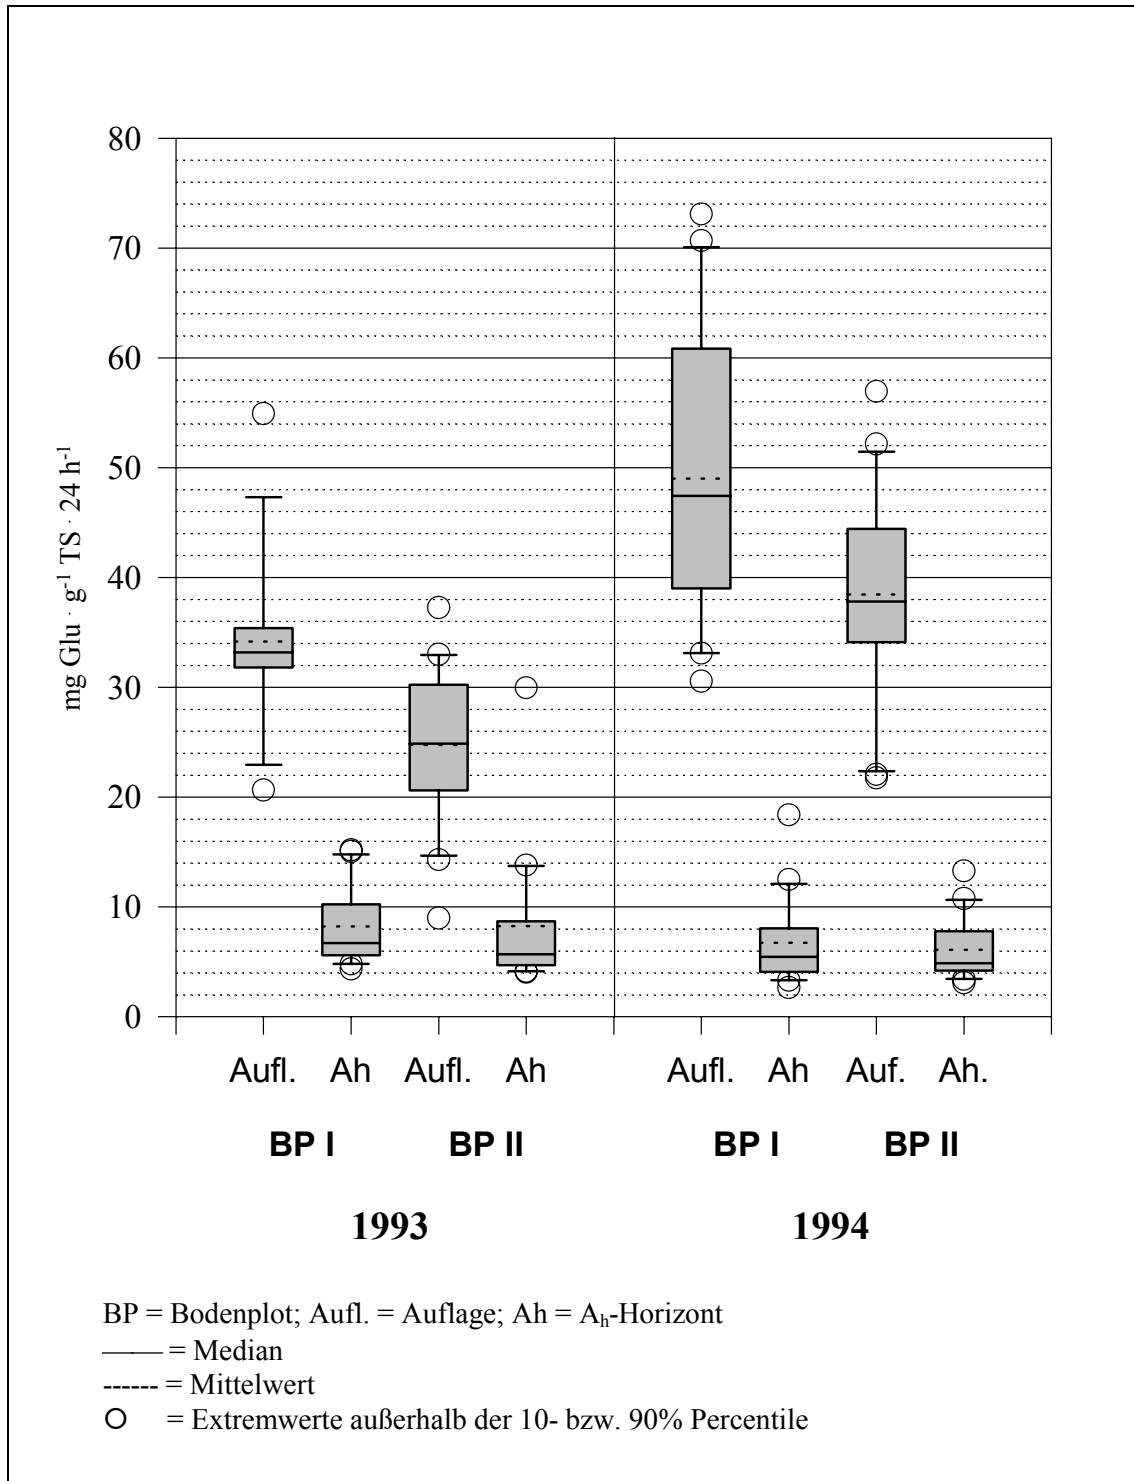 80
70
60
50
40
30
20
10
0
mg Glu · g⁻¹ TS · 24 h⁻¹
Aufl. Ah Aufl. Ah Aufl. Ah Auf. Ah.
BP I BP II BP I BP II
1993 1994
BP = Bodenplot; Aufl. = Auflage; Ah = Aₕ-Horizont
——— = Median
------ = Mittelwert
O = Extremwerte außerhalb der 10- bzw. 90% Percentile